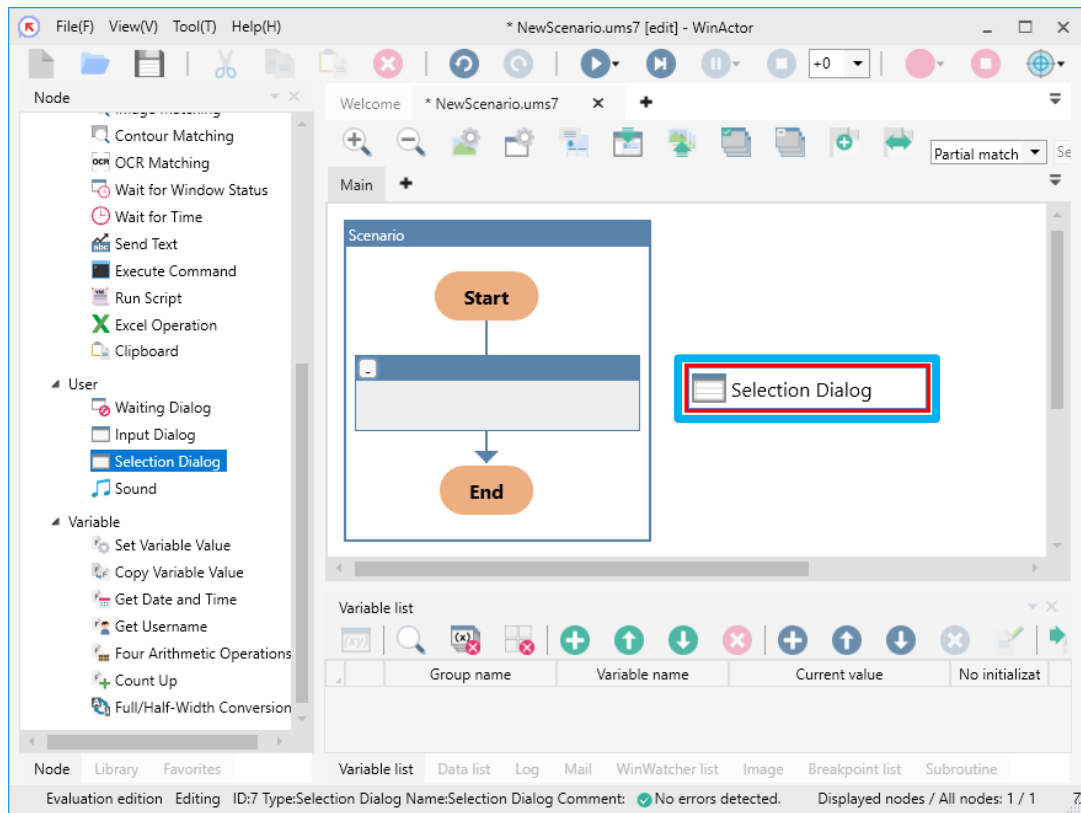 File(F) View(V) Tool(T) Help(H) * NewScenario.ums7 [edit] - WinActor
+0
Node
Welcome * NewScenario.ums7
Contour Matching
OCR OCR Matching
Wait for Window Status
Wait for Time
abc Send Text
Execute Command
Run Script
Excel Operation
Clipboard
User
Waiting Dialog
Input Dialog
Selection Dialog
Sound
Variable
Set Variable Value
Copy Variable Value
Get Date and Time
Get Username
Four Arithmetic Operations
Count Up
Full/Half-Width Conversion
Node Library Favorites
Partial match Se
Main
Scenario
Start
-
End
Selection Dialog
Variable list
(xy) (x)
Group name Variable name Current value No initializat
Variable list Data list Log Mail WinWatcher list Image Breakpoint list Subroutine
Evaluation edition Editing ID:7 Type:Selection Dialog Name:Selection Dialog Comment: No errors detected. Displayed nodes / All nodes: 1 / 1